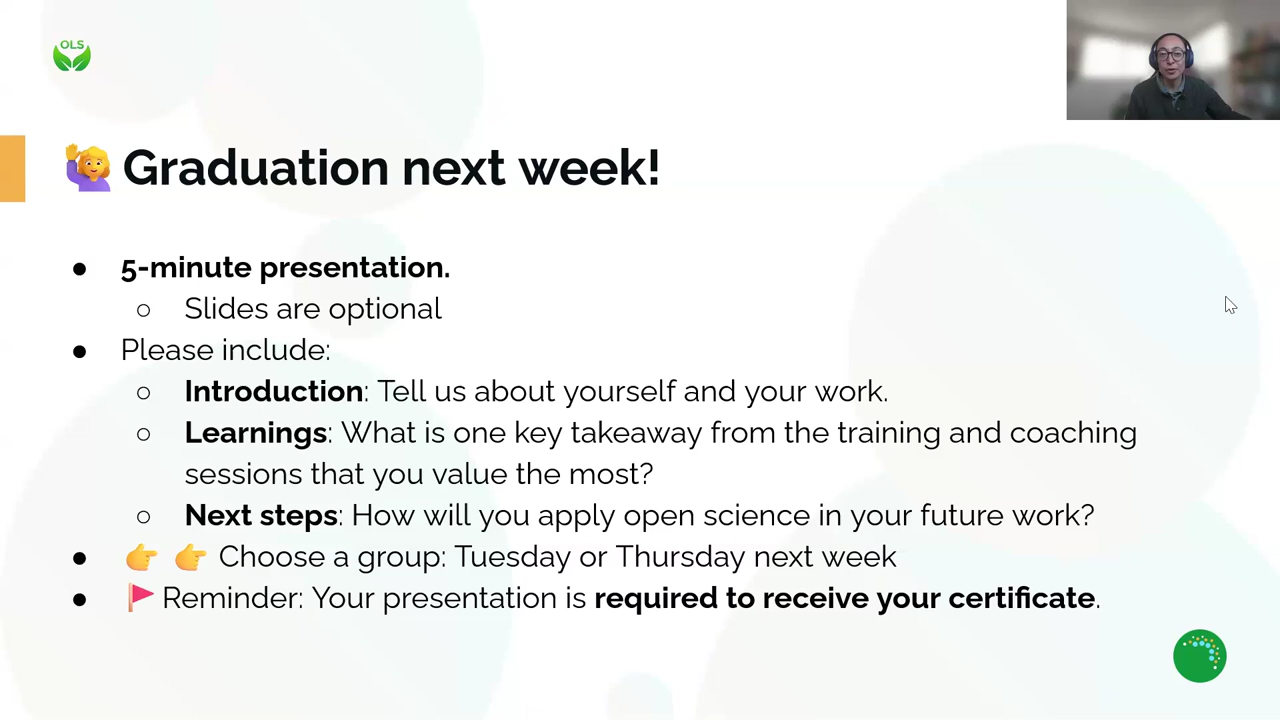 OLS
Graduation next week!
● 5-minute presentation.
○ Slides are optional
● Please include:
○ Introduction: Tell us about yourself and your work.
○ Learnings: What is one key takeaway from the training and coaching
sessions that you value the most?
○ Next steps: How will you apply open science in your future work?
● 👉 👉 Choose a group: Tuesday or Thursday next week
● 🚩Reminder: Your presentation is required to receive your certificate.